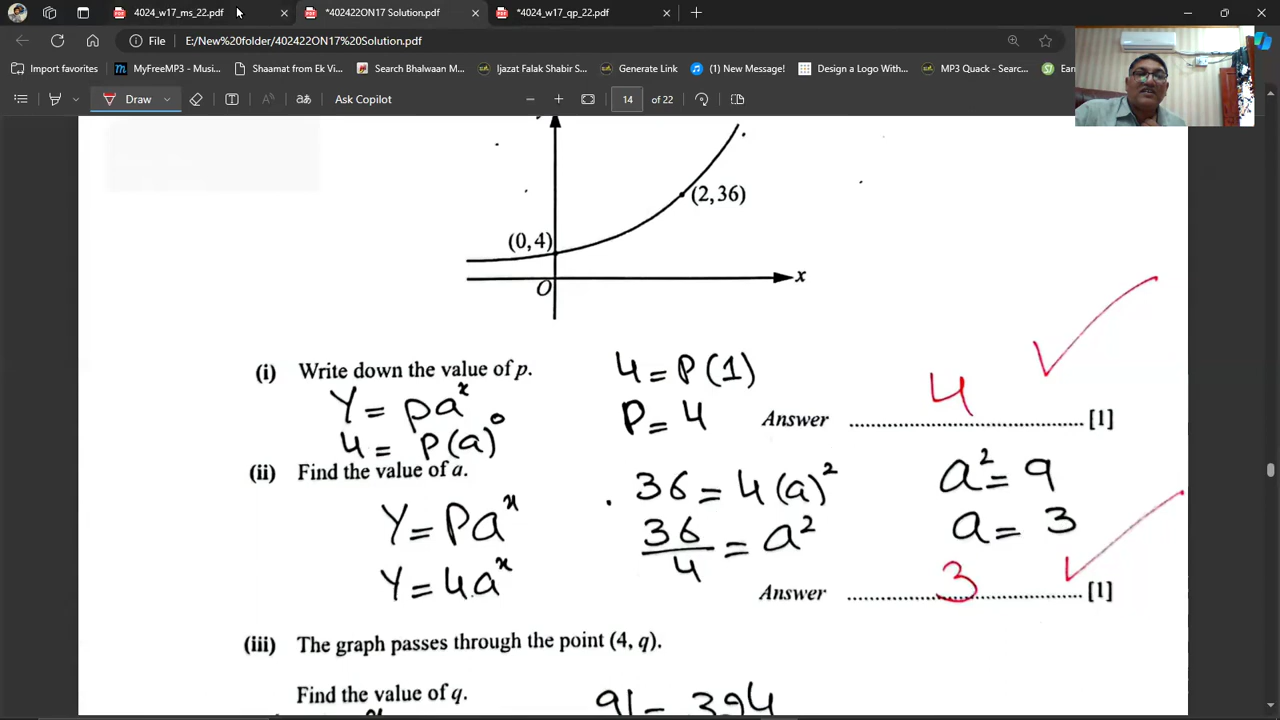 4024_w17_ms_22.pdf
*402422ON17 Solution.pdf
*4024_w17_qp_22.pdf
File E:/New%20folder/402422ON17%20Solution.pdf
Import favorites
MyFreeMP3 - Musi...
Shaamat from Ek Vi...
Search Bhalwani M...
Ijazat Falak Shabir S...
Generate Link
(1) New Message!
Design a Logo With...
MP3 Quack - Searc...
Ear
Draw
Ask Copilot
14 of 22
(2, 36)
(0, 4)
x
O
(i) Write down the value of p.
4 = P(1)
Y = pa^x
P = 4
4
Answer ........ [1]
4 = P(a)^0
(ii) Find the value of a.
36 = 4(a)^2
a^2 = 9
Y = Pa^x
36/4 = a^2
a = 3
Y = 4a^x
3
Answer ........ [1]
(iii) The graph passes through the point (4, q).
Find the value of q.